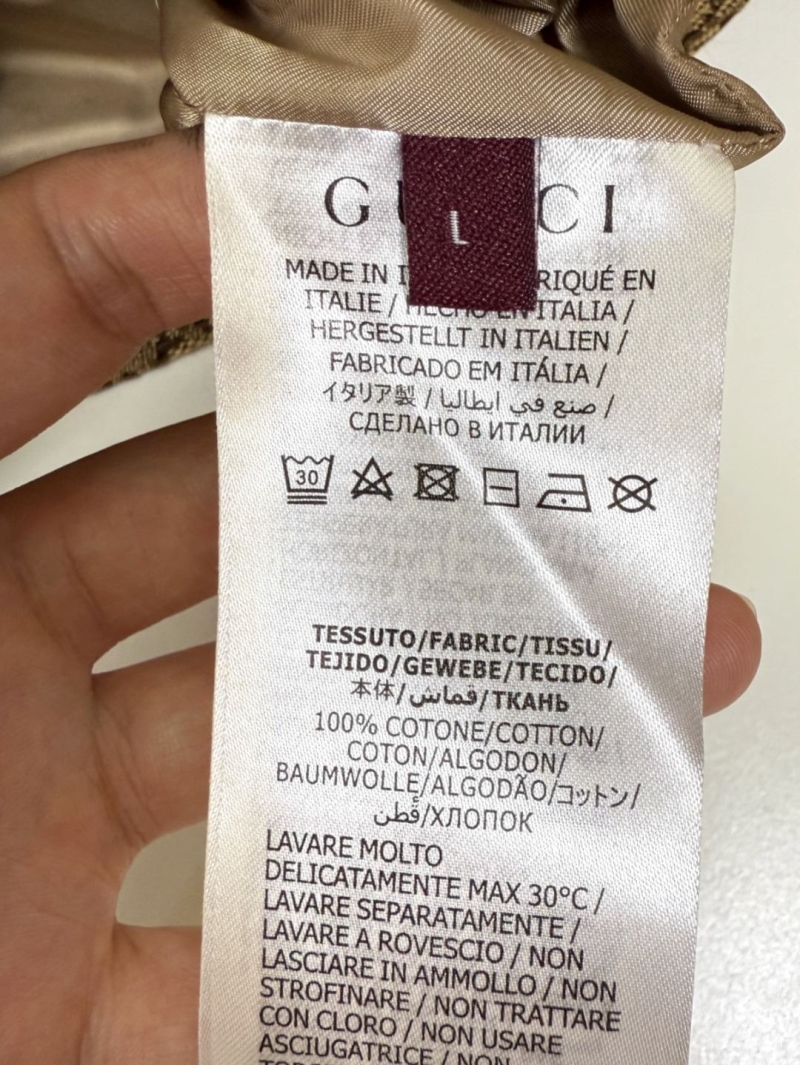 L
MADE IN
RIQUÉ EN
ITALIE / HECHO EN ITALIA /
HERGESTELLT IN ITALIEN /
FABRICADO EM ITÁLIA /
イタリア製 / صنع في ايطاليا /
СДЕЛАНО В ИТАЛИИ
30
TESSUTO/FABRIC/TISSU/
TEJIDO/GEWEBE/TECIDO/
本体/قماش/ТКАНЬ
100% COTONE/COTTON/
COTON/ALGODON/
BAUMWOLLE/ALGODÃO/コットン/
قُطن/ХЛОПОК
LAVARE MOLTO
DELICATAMENTE MAX 30°C /
LAVARE SEPARATAMENTE /
LAVARE A ROVESCIO / NON
LASCIARE IN AMMOLLO / NON
STROFINARE / NON TRATTARE
CON CLORO / NON USARE
ASCIUGATRICE / NON